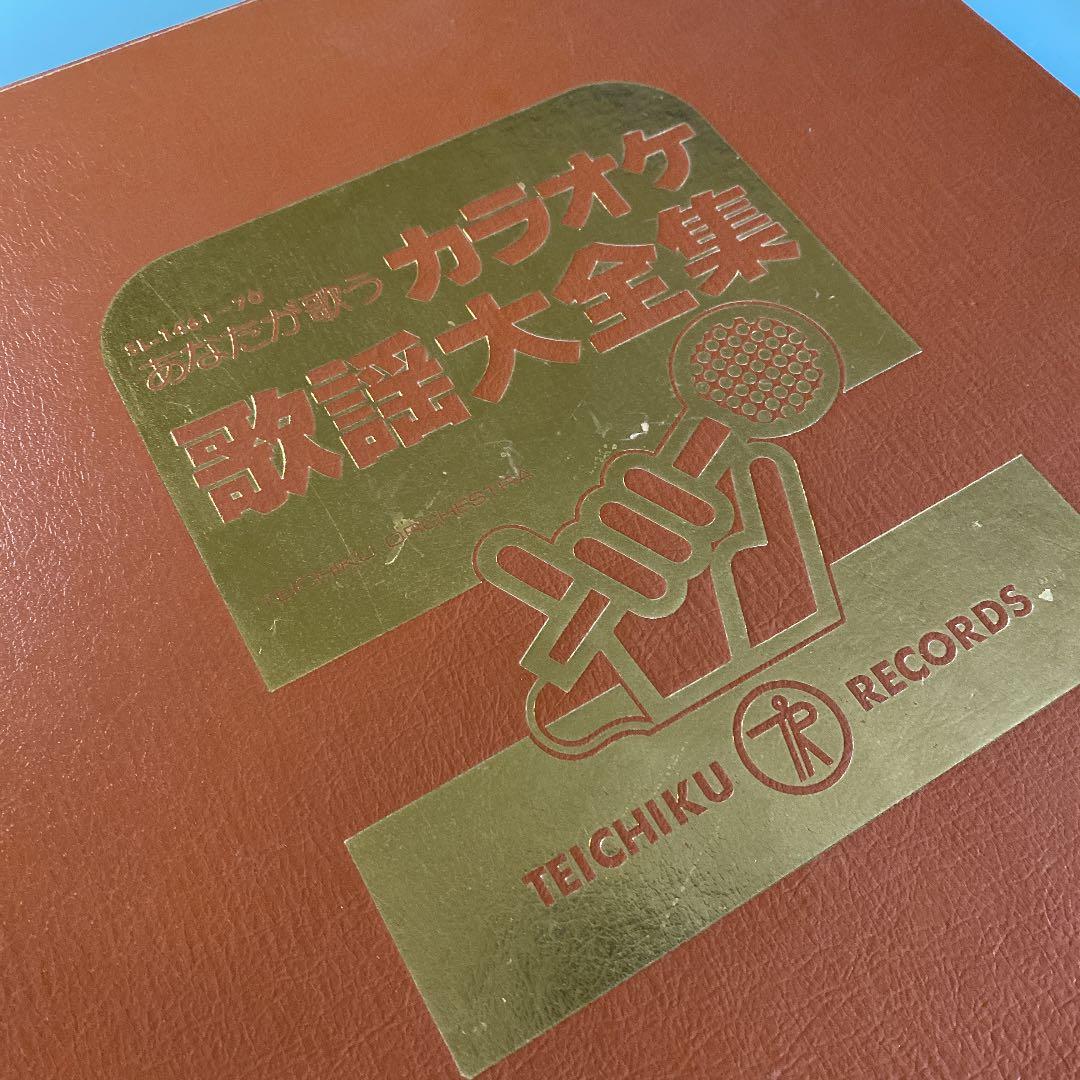 SL-1461-76
あなたが歌う カラオケ
歌謡大全集
TEICHIKU ORCHESTRA
TEICHIKU RECORDS